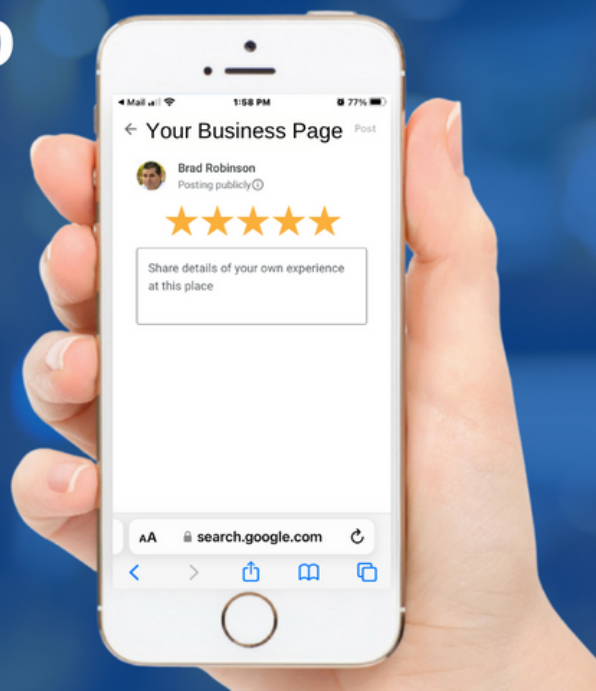 ◀ Mail
1:58 PM
77%
← Your Business Page Post
Brad Robinson
Posting publicly
Share details of your own experience
at this place
AA search.google.com